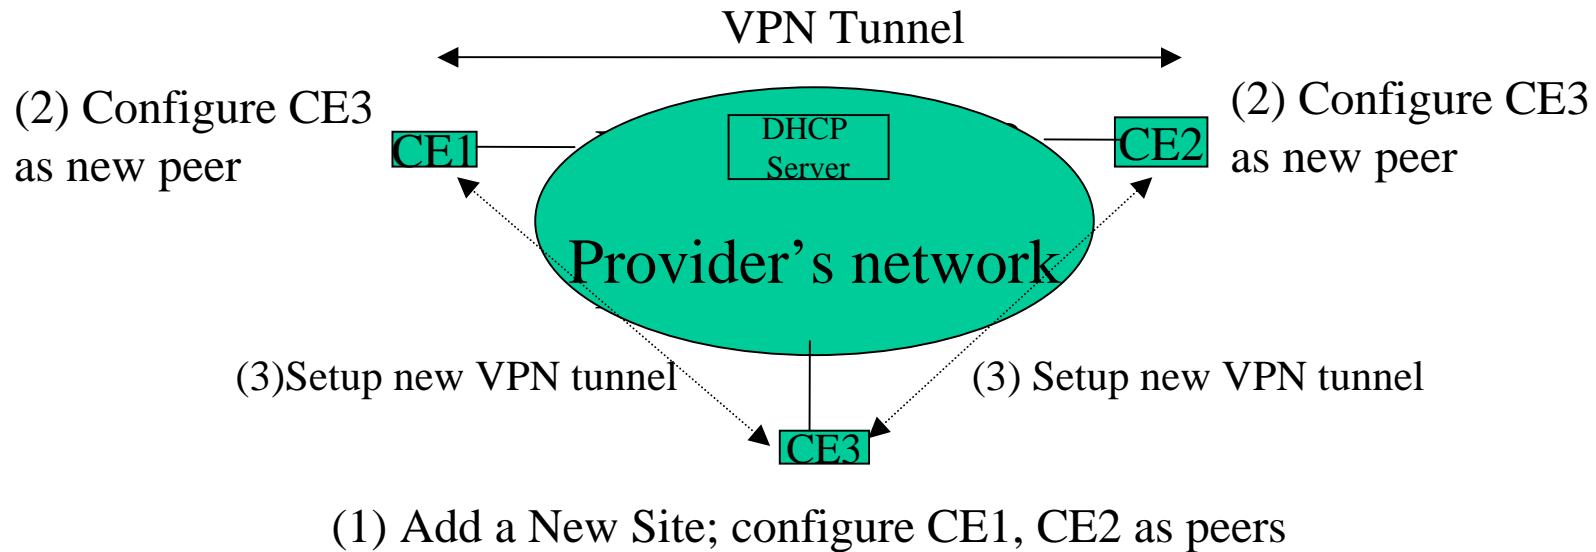 VPN Tunnel
(2) Configure CE3
as new peer
(2) Configure CE3
as new peer
CE1
DHCP
Server
CE2
Provider’s network
(3)Setup new VPN tunnel
(3) Setup new VPN tunnel
CE3
(1) Add a New Site; configure CE1, CE2 as peers